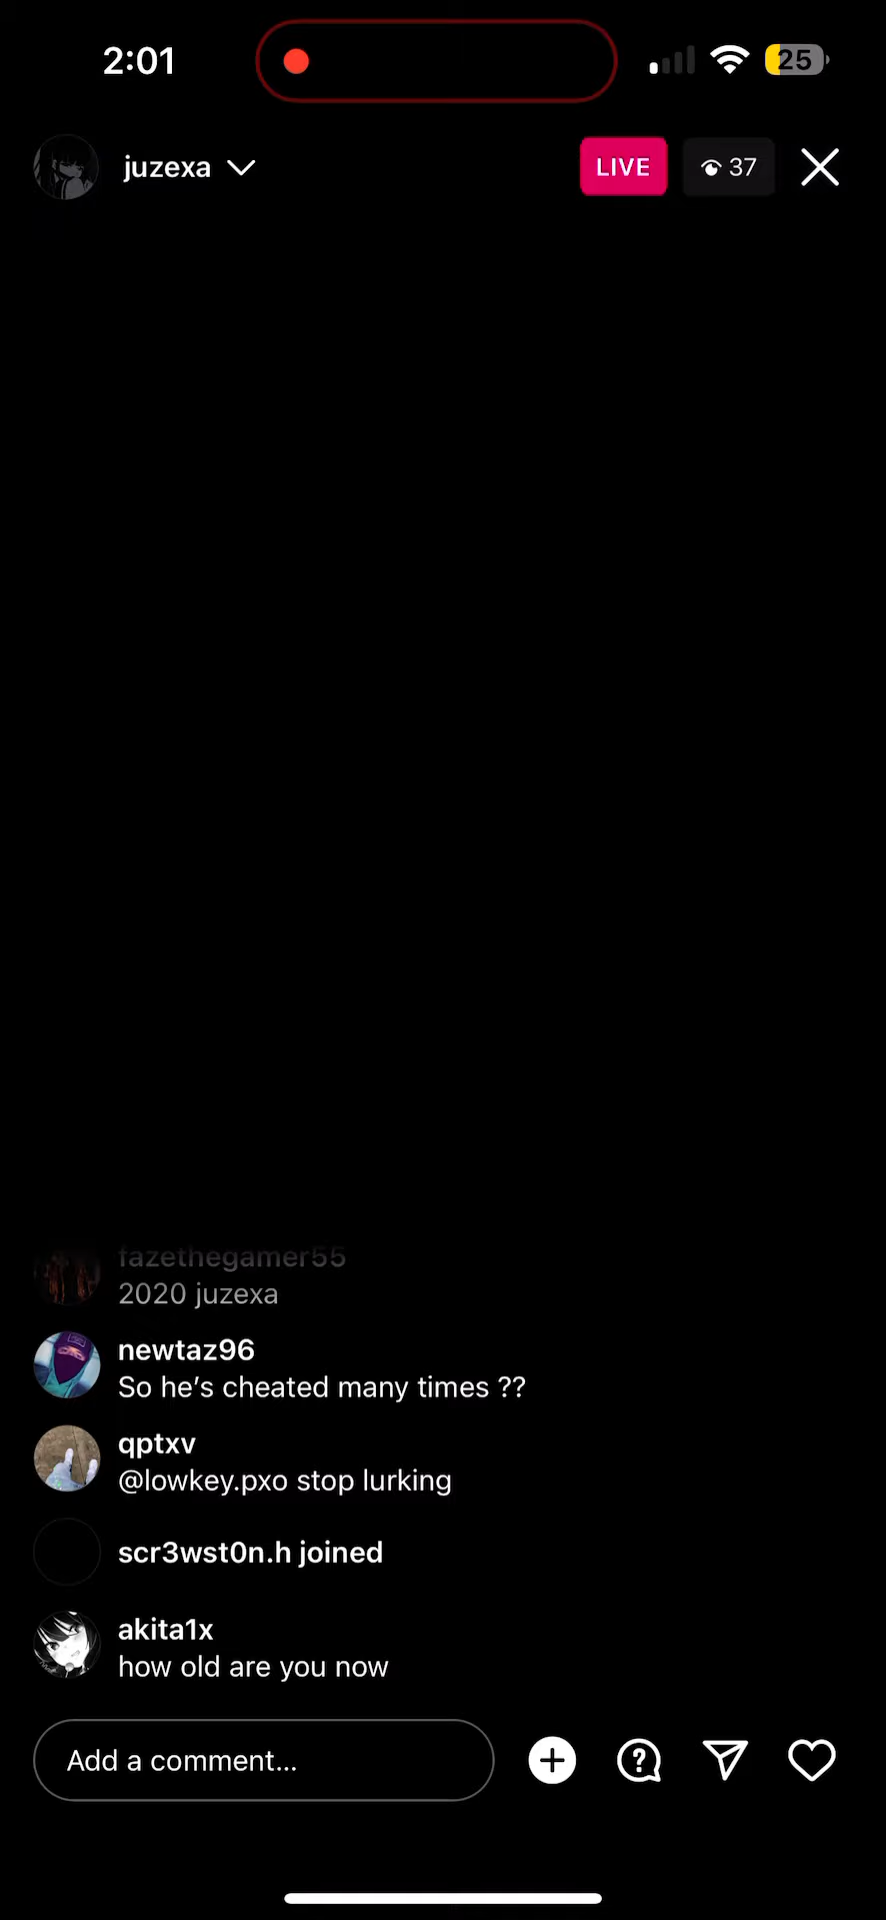 2:01
25
juzexa
LIVE
37
fazethegamer55
2020 juzexa
newtaz96
So he’s cheated many times ??
qptxv
@lowkey.pxo stop lurking
scr3wst0n.h joined
akita1x
how old are you now
Add a comment...